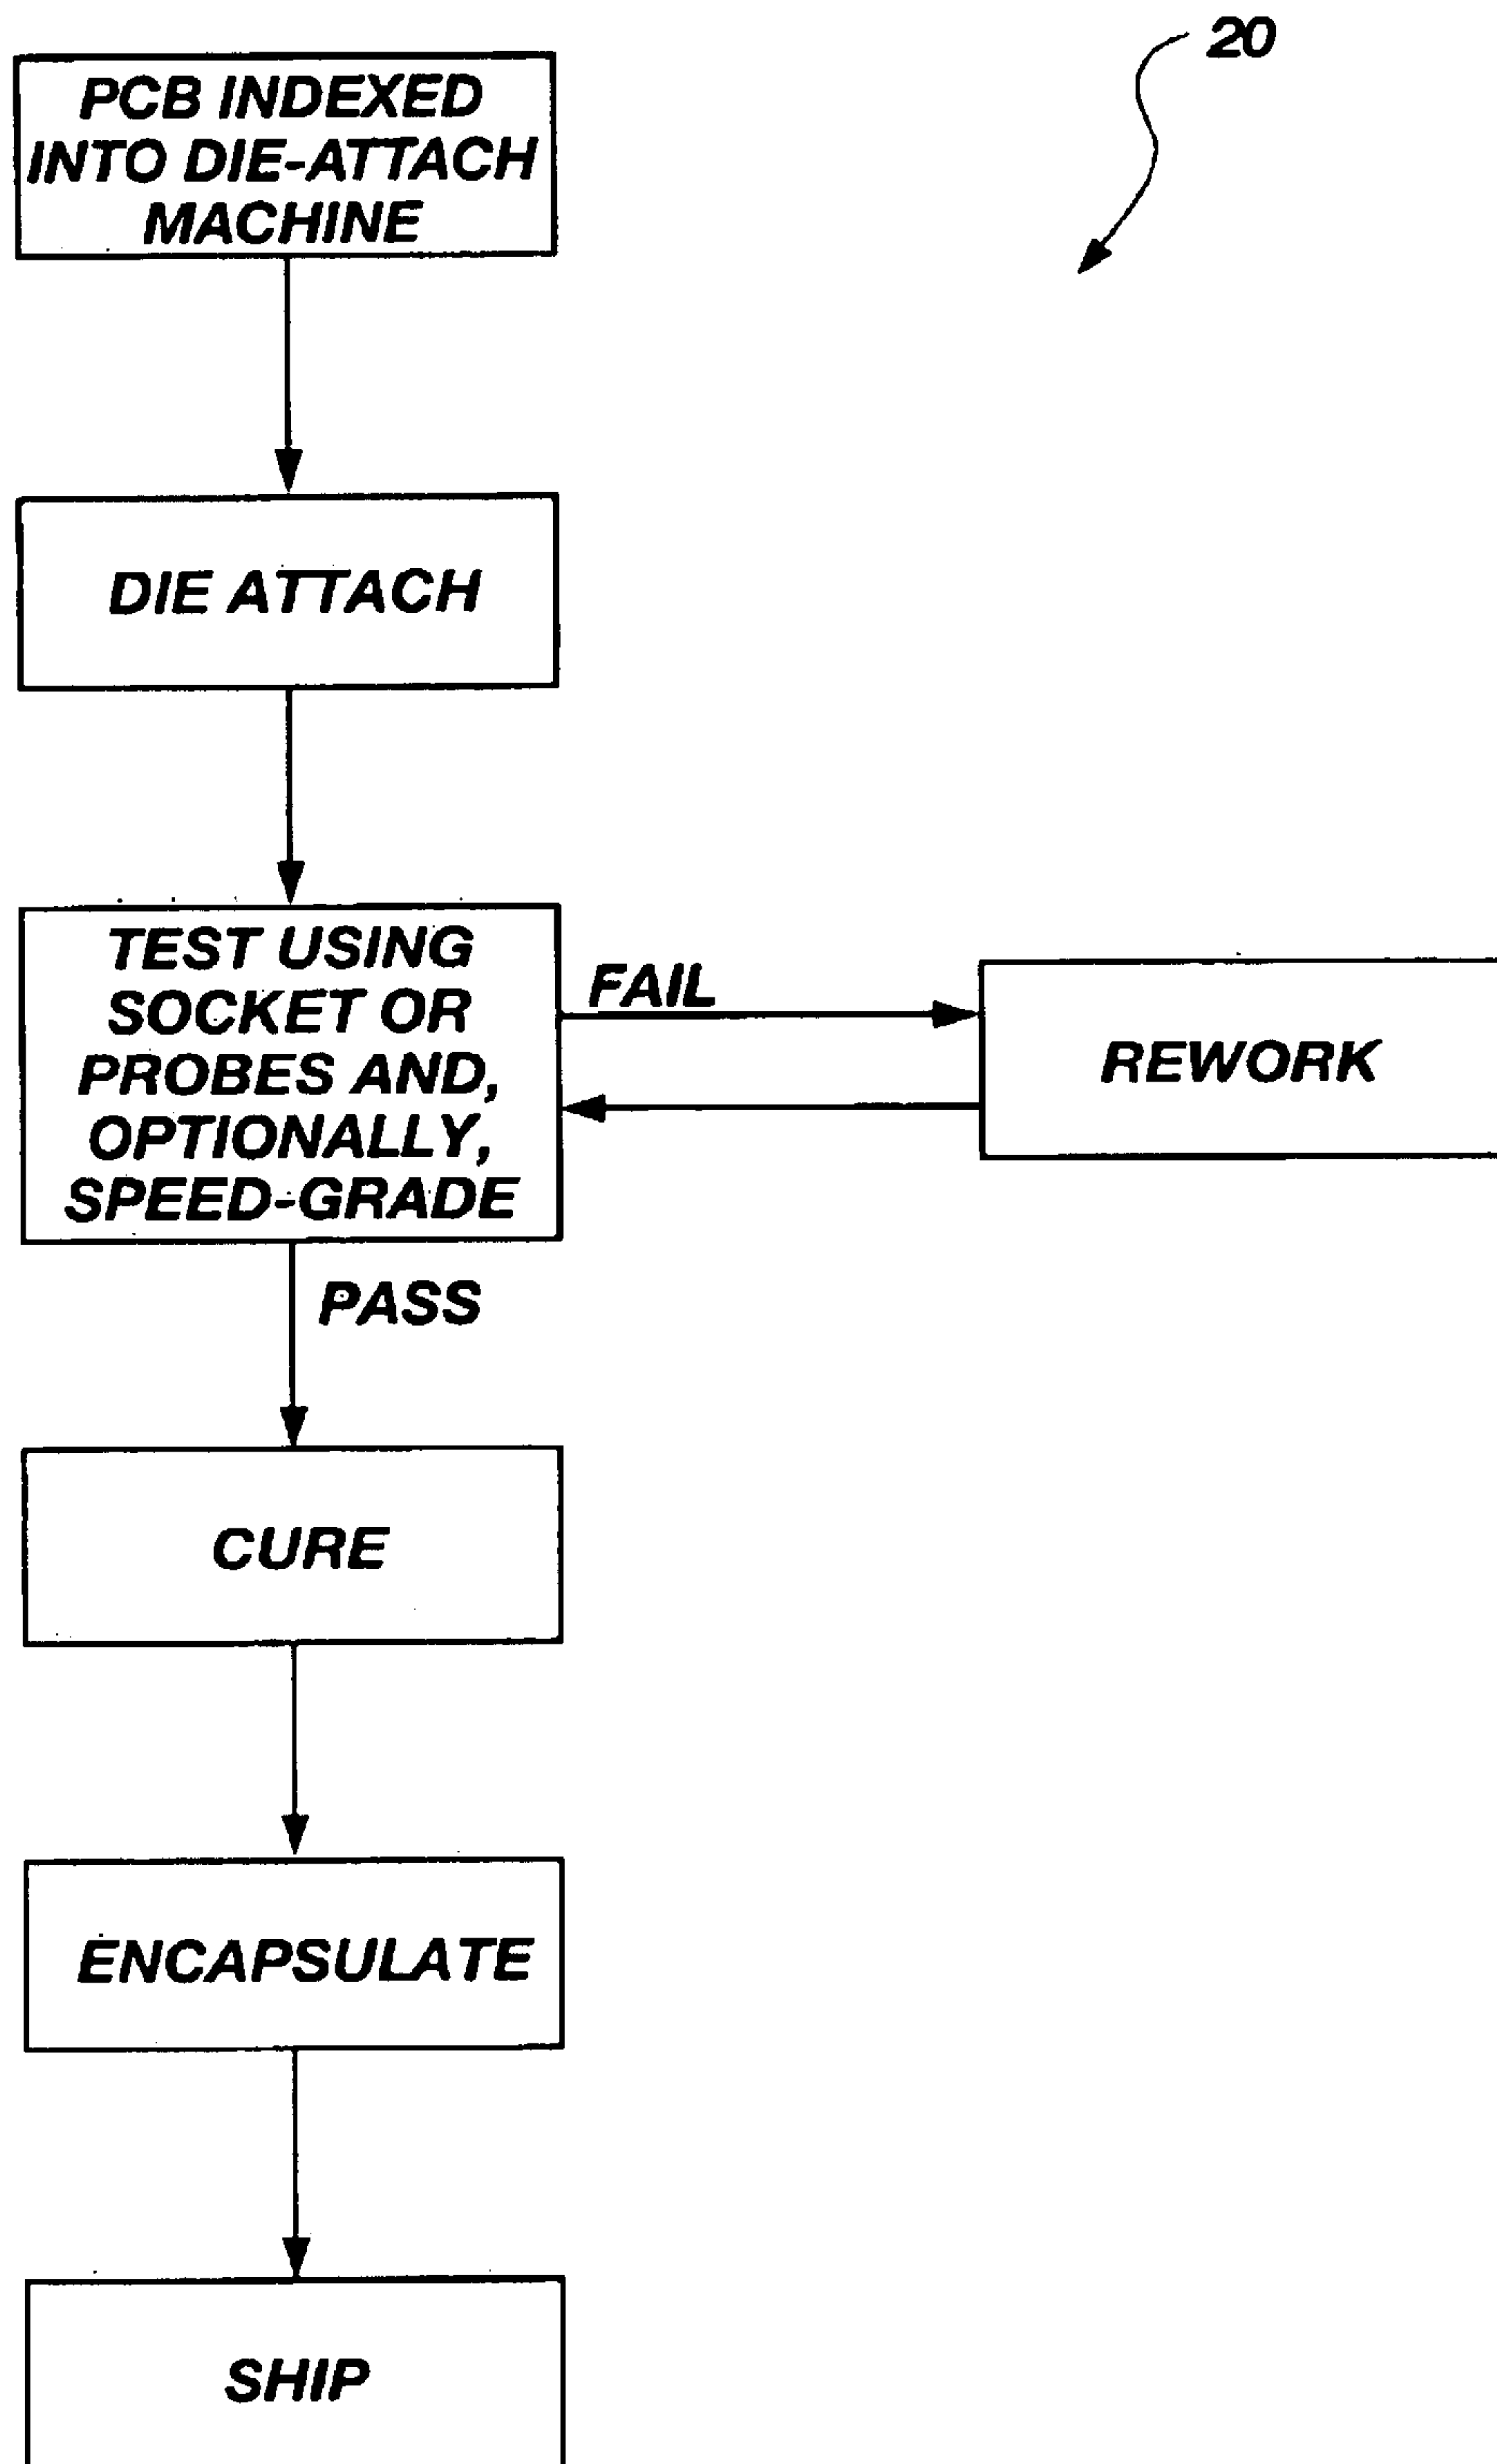 20
PCB INDEXED
INTO DIE-ATTACH
MACHINE
DIE ATTACH
TEST USING
SOCKET OR
PROBES AND,
OPTIONALLY,
SPEED-GRADE
FAIL
REWORK
PASS
CURE
ENCAPSULATE
SHIP